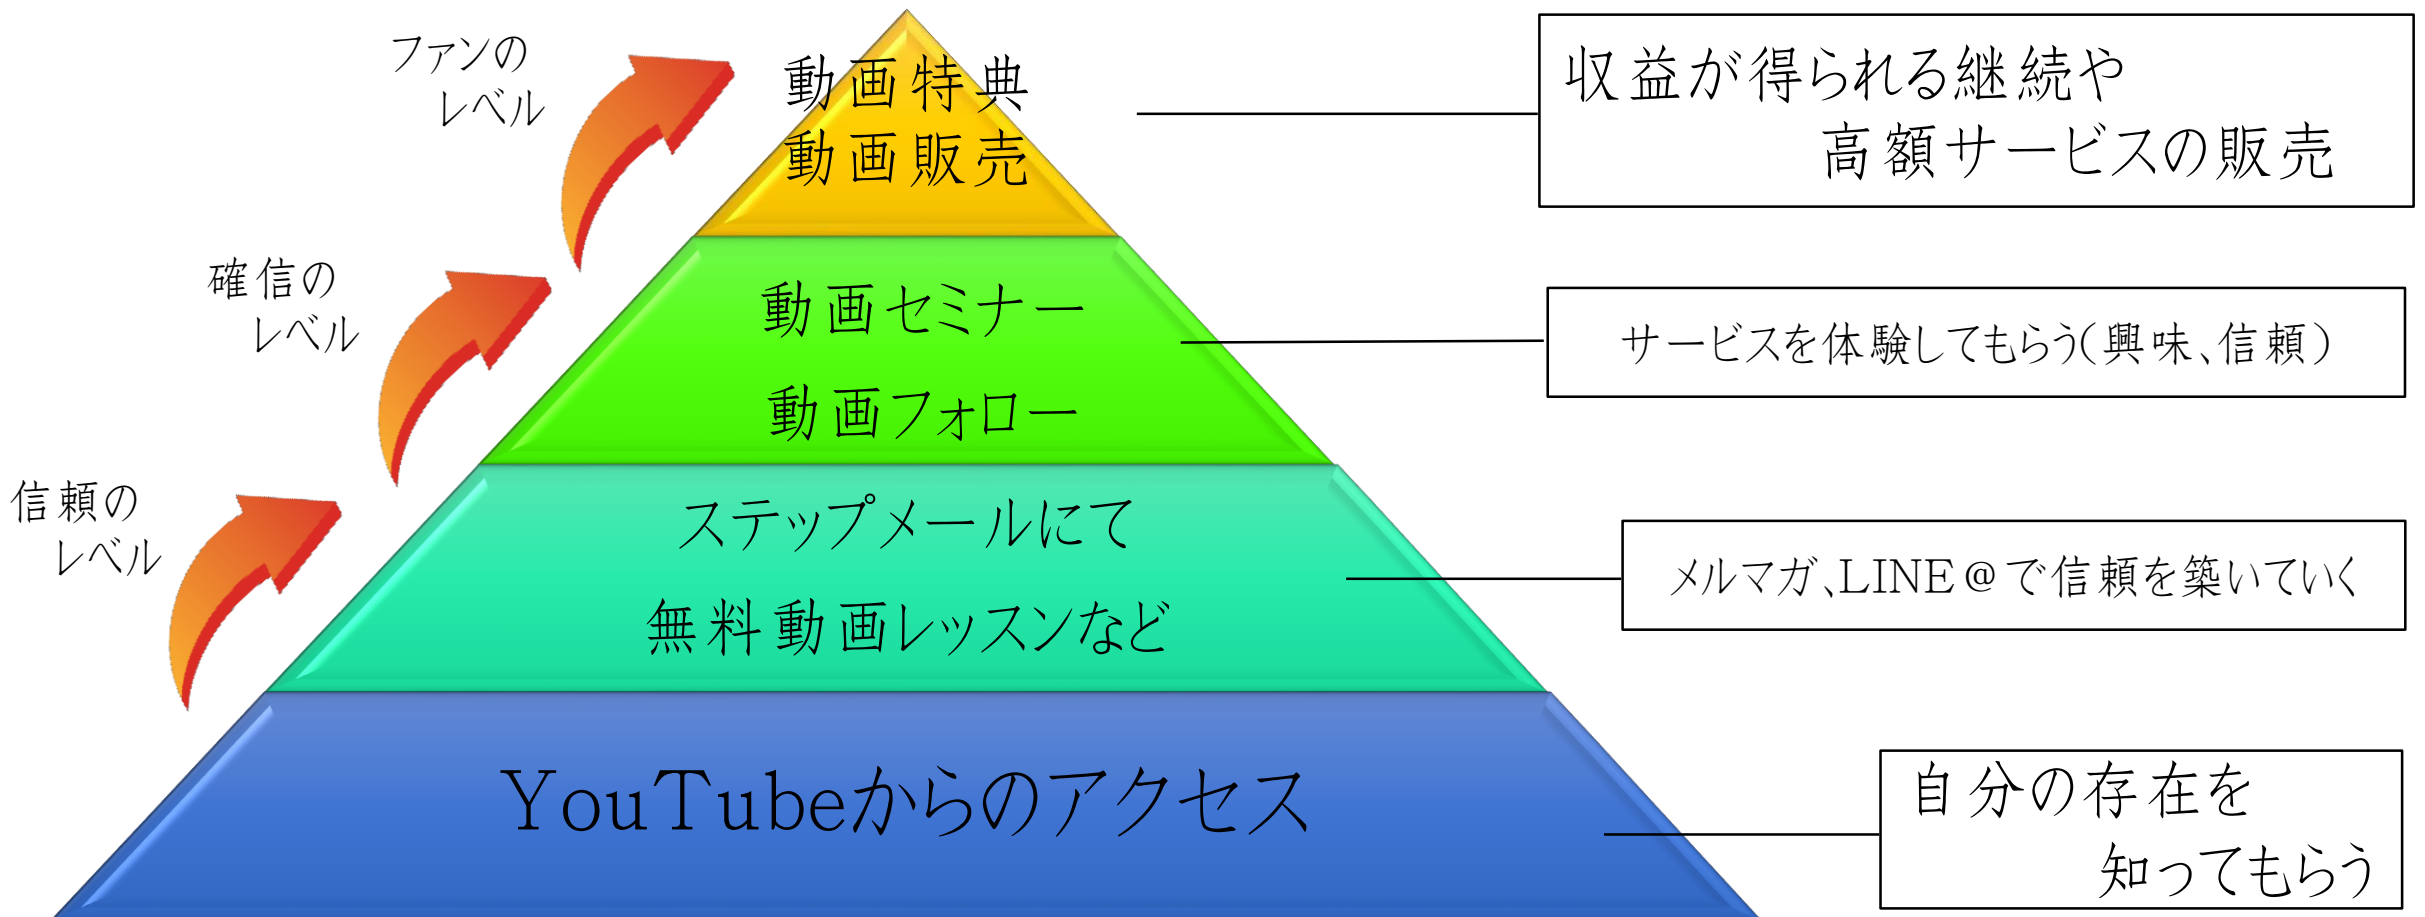 ファンの
レベル
動画特典
動画販売
収益が得られる継続や
高額サービスの販売
確信の
レベル
動画セミナー
動画フォロー
サービスを体験してもらう(興味、信頼)
信頼の
レベル
ステップメールにて
無料動画レッスンなど
メルマガ、LINE@で信頼を築いていく
YouTubeからのアクセス
自分の存在を
知ってもらう